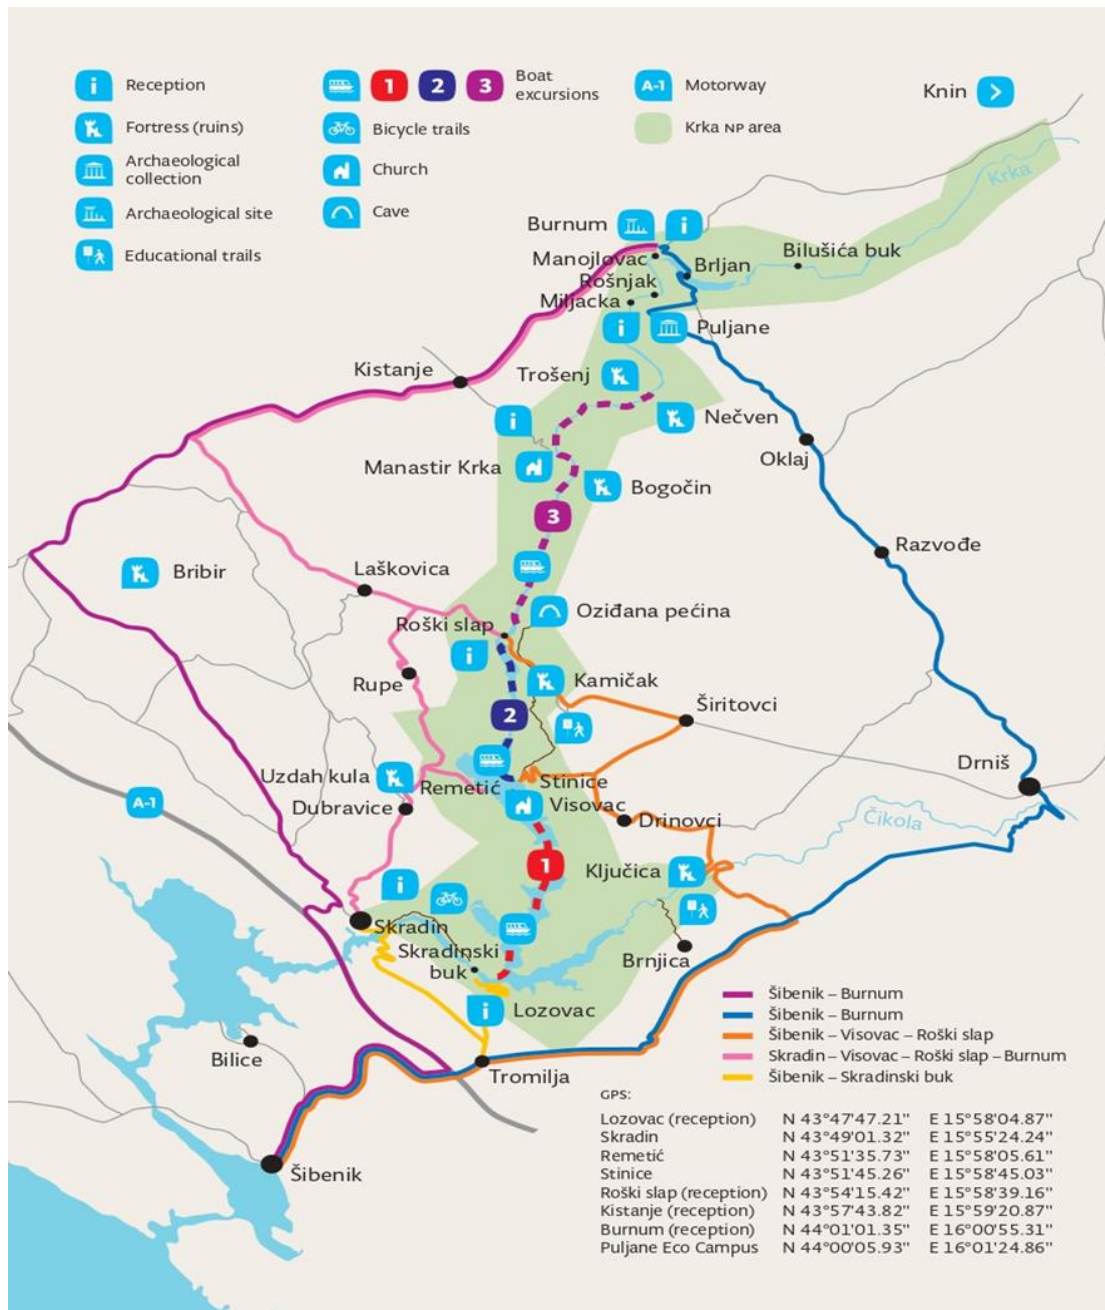 Reception
Fortress (ruins)
Archaeological
collection
Archaeological site
Educational trails
1 2 3 Boat
excursions
Bicycle trails
Church
Cave
A-1 Motorway
Krka NP area
Knin
Krka
Burnum
Manojlovac
Brljan
Bilušića buk
Rošnjak
Miljacka
Puljane
Kistanje
Trošenj
Nečven
Oklaj
Manastir Krka
Bogočin
3
Razvođe
Bribir
Laškovica
Oziđana pećina
Roški slap
Rupe
Kamičak
2
Širitovci
Drniš
Uzdah kula
Remetić
Stinice
Visovac
A-1
Dubravice
Drinovci
Čikola
1
Ključica
Skradin
Skradinski
buk
Brnjica
Lozovac
Bilice
Tromilja
Šibenik
Šibenik – Burnum
Šibenik – Burnum
Šibenik – Visovac – Roški slap
Skradin – Visovac – Roški slap – Burnum
Šibenik – Skradinski buk
GPS:
Lozovac (reception) N 43°47'47.21'' E 15°58'04.87''
Skradin N 43°49'01.32'' E 15°55'24.24''
Remetić N 43°51'35.73'' E 15°58'05.61''
Stinice N 43°51'45.26'' E 15°58'45.03''
Roški slap (reception) N 43°54'15.42'' E 15°58'39.16''
Kistanje (reception) N 43°57'43.82'' E 15°59'20.87''
Burnum (reception) N 44°01'01.35'' E 16°00'55.31''
Puljane Eco Campus N 44°00'05.93'' E 16°01'24.86''